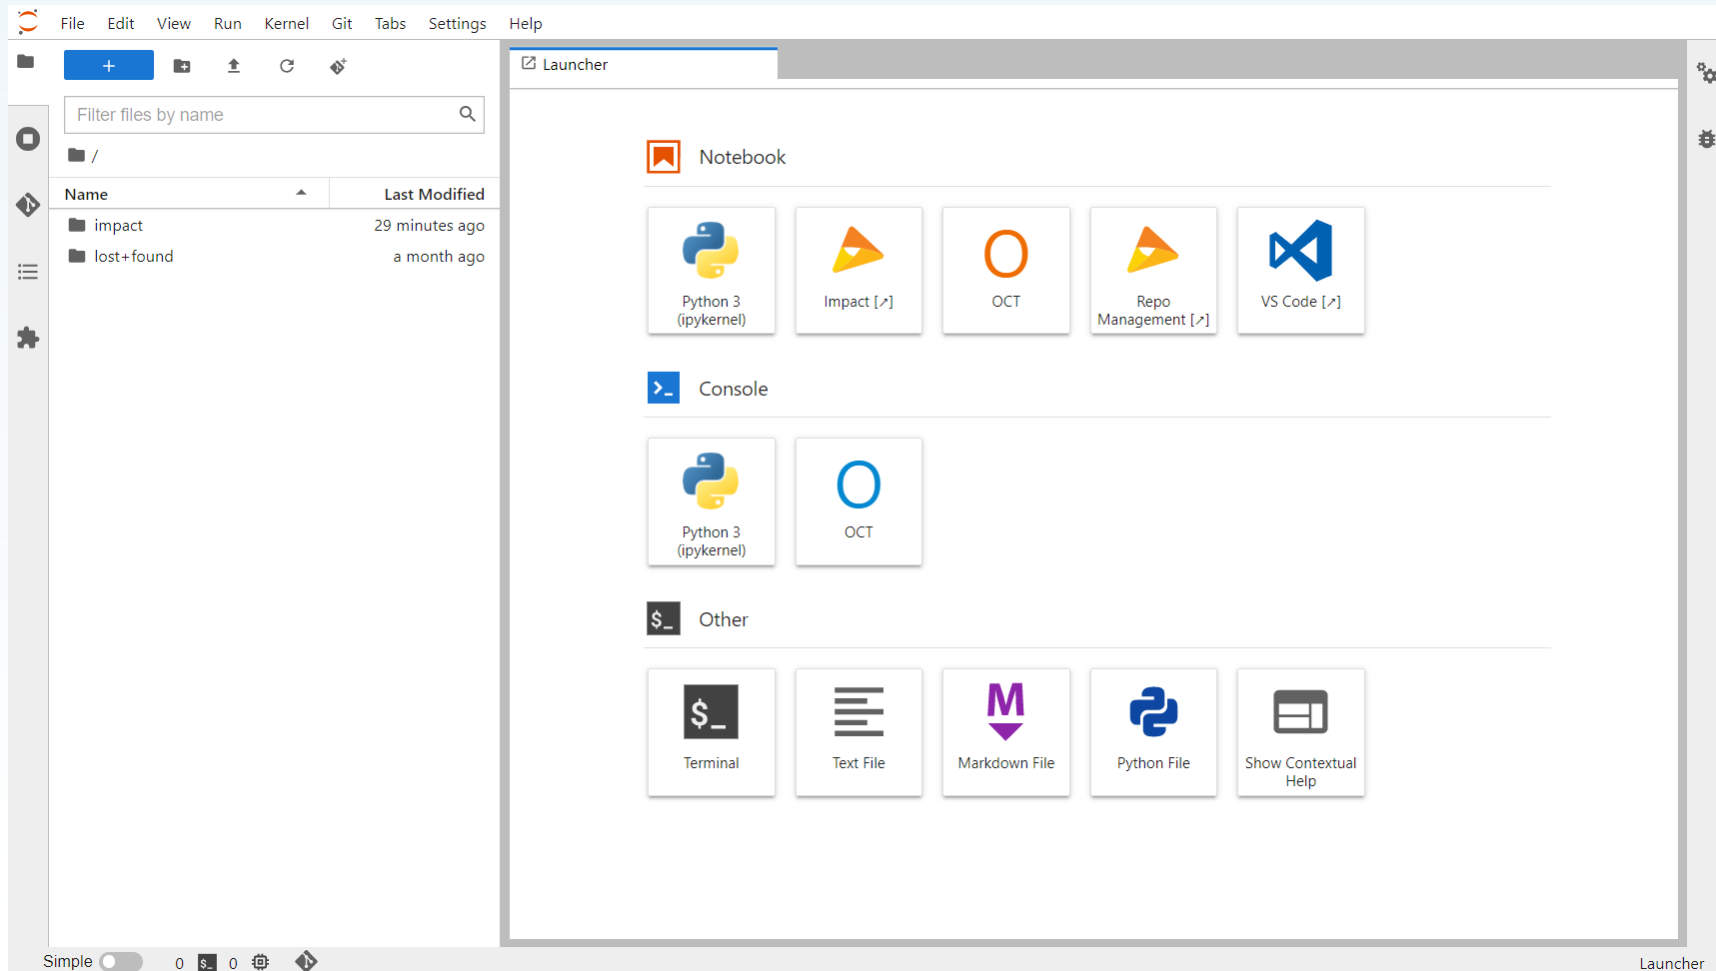 File Edit View Run Kernel Git Tabs Settings Help
+
Filter files by name
/
Name Last Modified
impact 29 minutes ago
lost+found a month ago
Launcher
Notebook
Python 3
(ipykernel)
Impact [↗]
OCT
Repo
Management [↗]
VS Code [↗]
Console
Python 3
(ipykernel)
OCT
$_ Other
$_
Terminal
Text File
M
Markdown File
Python File
Show Contextual
Help
Simple 0 $_ 0
Launcher